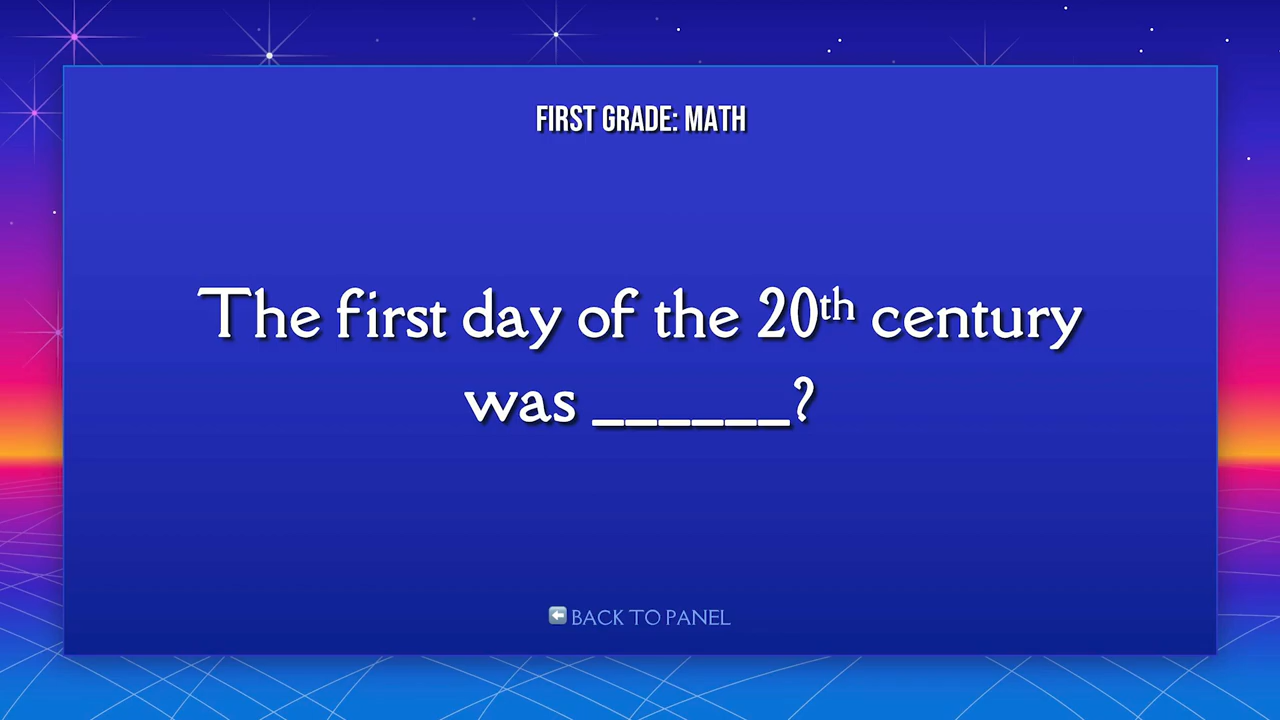 FIRST GRADE: MATH
The first day of the 20th century
was ______?
BACK TO PANEL